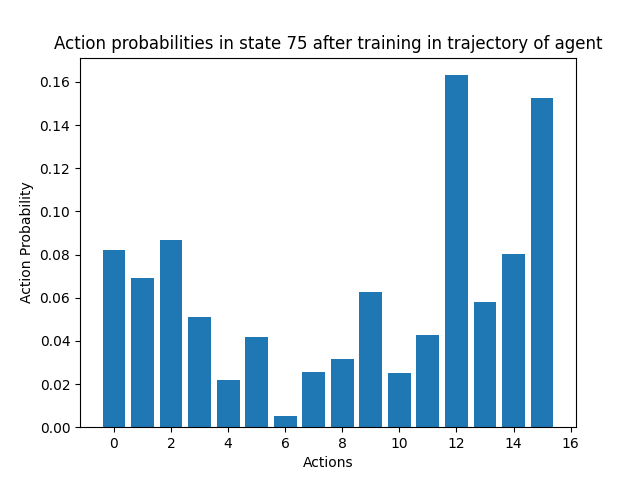 Action probabilities in state 75 after training in trajectory of agent
0.16
0.14
0.12
0.10
0.08
0.06
0.04
0.02
0.00
Action Probability
0 2 4 6 8 10 12 14 16
Actions